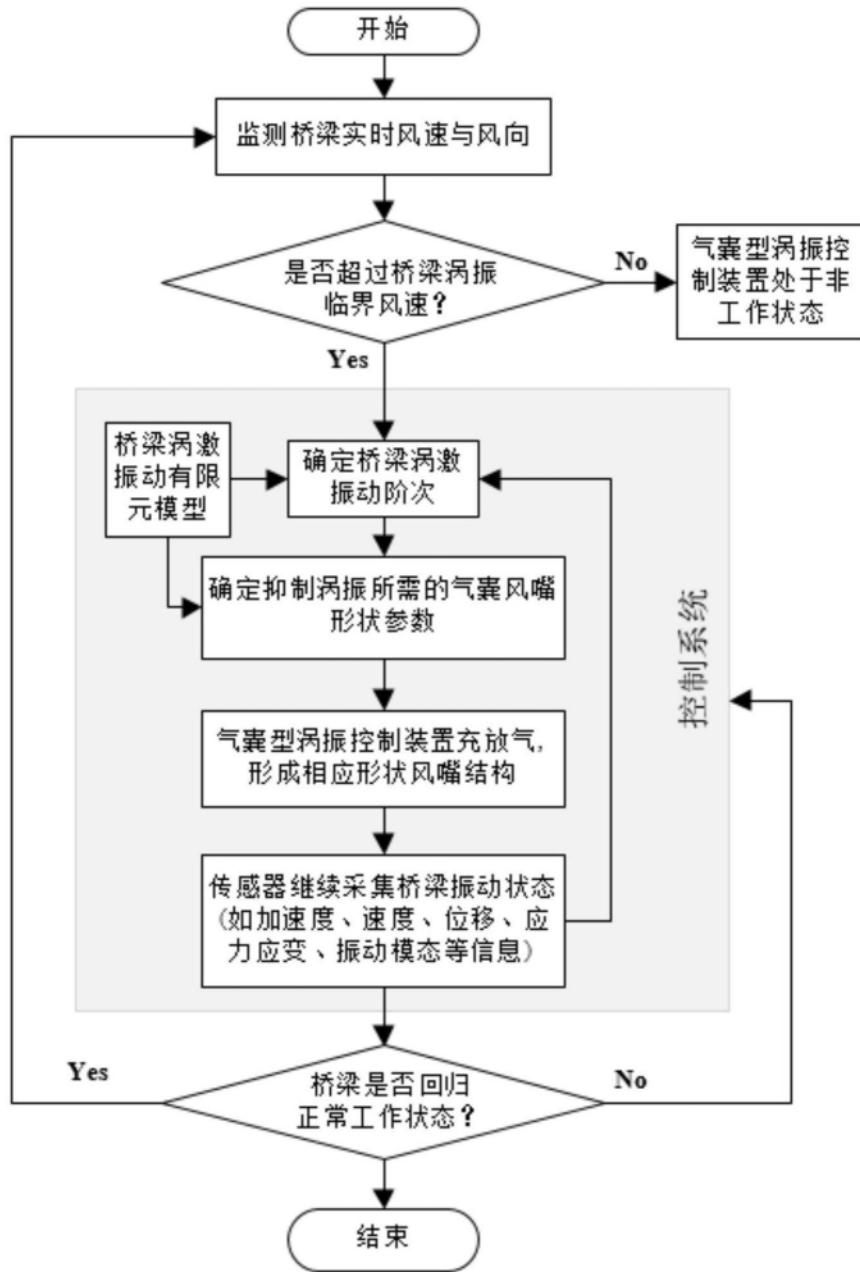 开始
监测桥梁实时风速与风向
是否超过桥梁涡振
临界风速？
No
气囊型涡振控
制装置处于非
工作状态
Yes
桥梁涡激
振动有限
元模型
确定桥梁涡激
振动阶次
确定抑制涡振所需的气囊风嘴
形状参数
控制系统
气囊型涡振控制装置充放气,
形成相应形状风嘴结构
传感器继续采集桥梁振动状态
(如加速度、速度、位移、应
力应变、振动模态等信息)
Yes
桥梁是否回归
正常工作状态？
No
结束